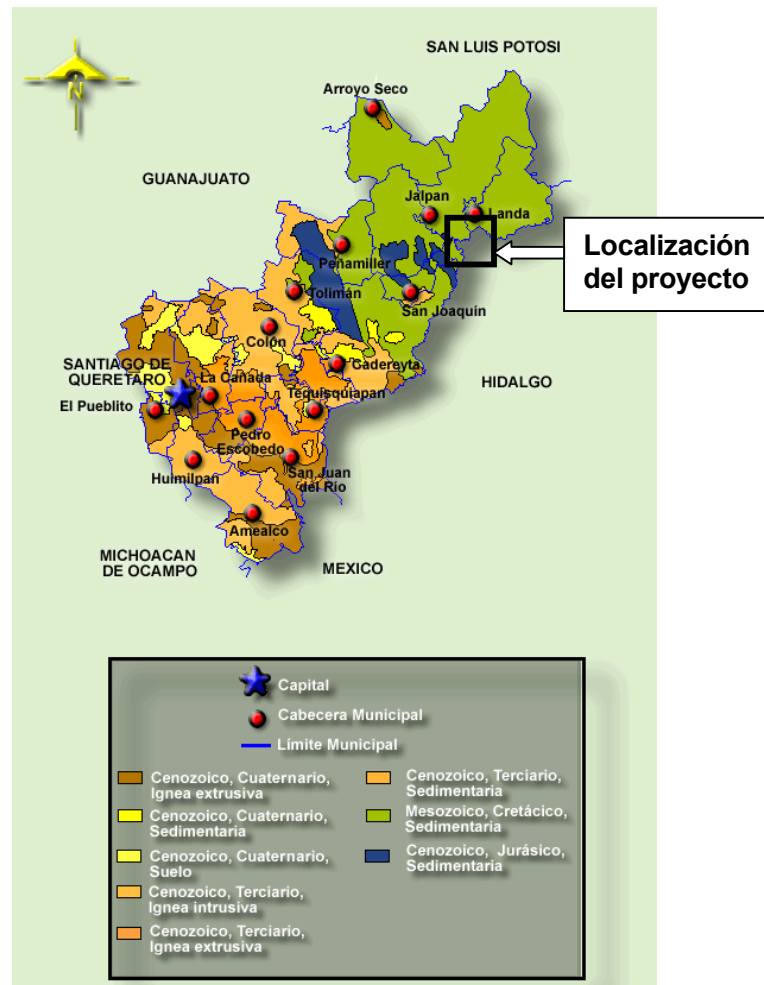 SAN LUIS POTOSI
Arroyo Seco
N
GUANAJUATO
Jalpan
Landa
Localización
del proyecto
Peñamiller
Tolimán
San Joaquín
Colón
SANTIAGO DE
QUERETARO
Cadereyta
HIDALGO
La Cañada
Tequisquiapan
El Pueblito
Pedro
Escobedo
San Juan
del Río
Huimilpan
Amealco
MICHOACAN
DE OCAMPO
MEXICO
Capital
Cabecera Municipal
Límite Municipal
Cenozoico, Cuaternario,
Ignea extrusiva
Cenozoico, Cuaternario,
Sedimentaria
Cenozoico, Cuaternario,
Suelo
Cenozoico, Terciario,
Ignea intrusiva
Cenozoico, Terciario,
Ignea extrusiva
Cenozoico, Terciario,
Sedimentaria
Mesozoico, Cretácico,
Sedimentaria
Cenozoico, Jurásico,
Sedimentaria